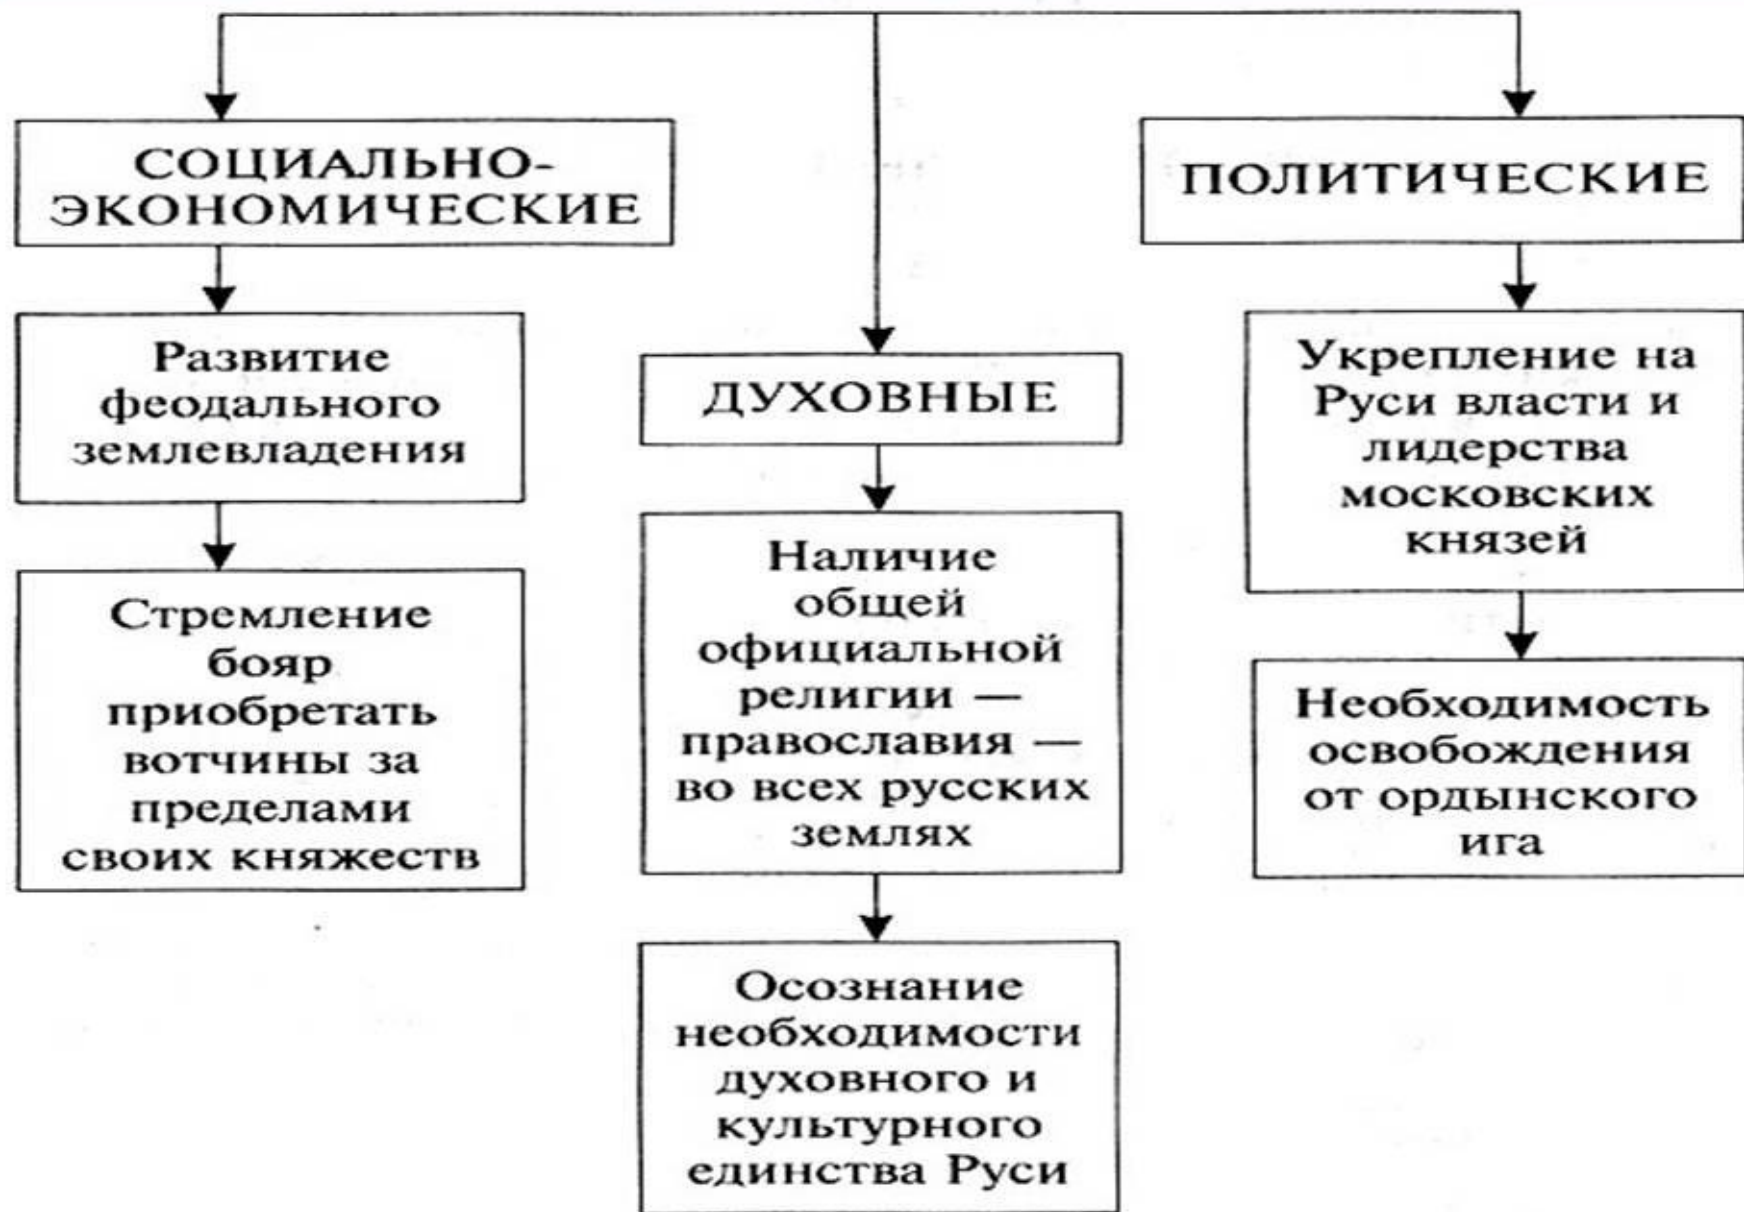 СОЦИАЛЬНО-
ЭКОНОМИЧЕСКИЕ
Развитие
феодального
землевладения
Стремление
бояр
приобретать
вотчины за
пределами
своих княжеств
ДУХОВНЫЕ
Наличие
общей
официальной
религии —
православия —
во всех русских
землях
Осознание
необходимости
духовного и
культурного
единства Руси
ПОЛИТИЧЕСКИЕ
Укрепление на
Руси власти и
лидерства
московских
князей
Необходимость
освобождения
от ордынского
ига